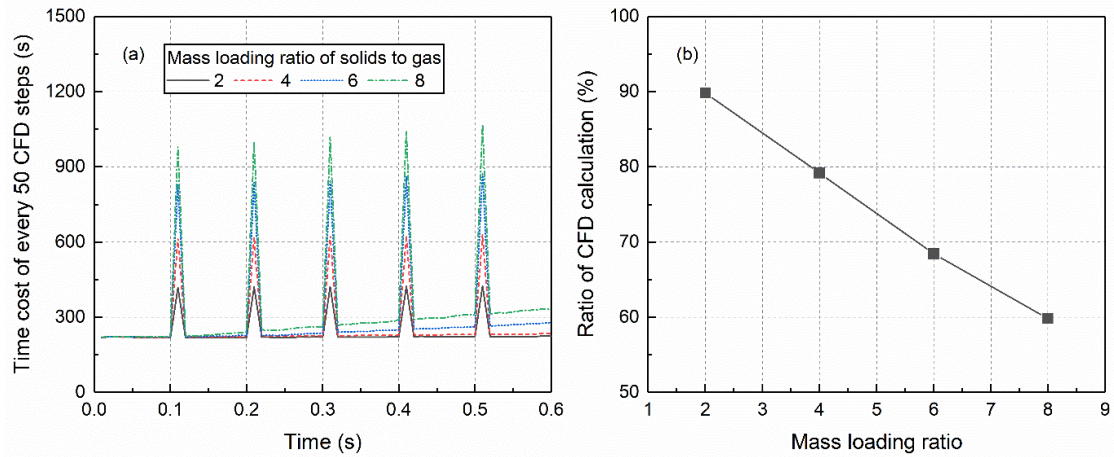 Time cost of every 50 CFD steps (s)
1500
1200
900
600
300
0
(a)
Mass loading ratio of solids to gas
2 4 6 8
0.0 0.1 0.2 0.3 0.4 0.5 0.6
Time (s)
Ratio of CFD calculation (%)
100
90
80
70
60
50
(b)
1 2 3 4 5 6 7 8 9
Mass loading ratio